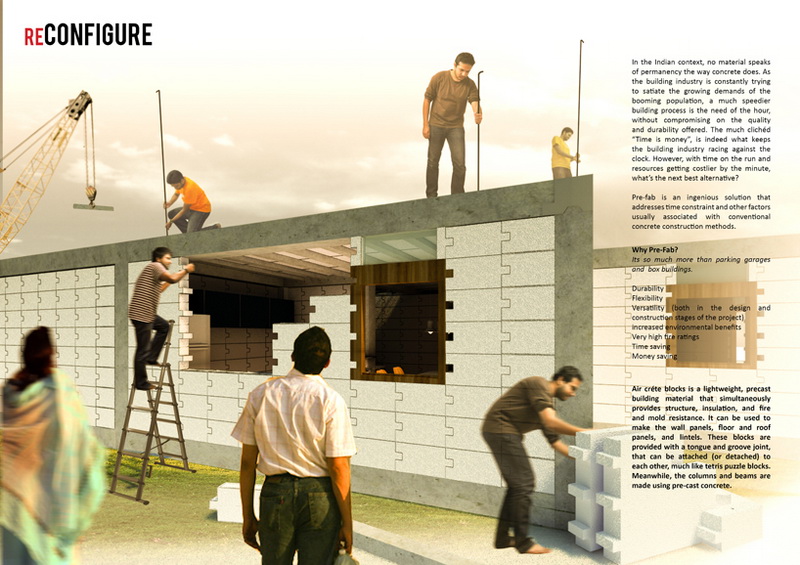 RECONFIGURE
In the Indian context, no material speaks
of permanency the way concrete does. As
the building industry is constantly trying
to satiate the growing demands of the
booming population, a much speedier
building process is the need of the hour,
without compromising on the quality
and durability offered. The much clichéd
“Time is money”, is indeed what keeps
the building industry racing against the
clock. However, with time on the run and
resources getting costlier by the minute,
what's the next best alternative?
Pre-fab is an ingenious solution that
addresses time constraint and other factors
usually associated with conventional
concrete construction methods.
Why Pre-Fab?
Its so much more than parking garages
and box buildings.
Durability
Flexibility
Versatility (both in the design and
construction stages of the project)
increased environmental benefits
Very high fire ratings
Time saving
Money saving
Air créte blocks is a lightweight, precast
building material that simultaneously
provides structure, insulation, and fire
and mold resistance. It can be used to
make the wall panels, floor and roof
panels, and lintels. These blocks are
provided with a tongue and groove joint,
that can be attached (or detached) to
each other, much like tetris puzzle blocks.
Meanwhile, the columns and beams are
made using pre-cast concrete.